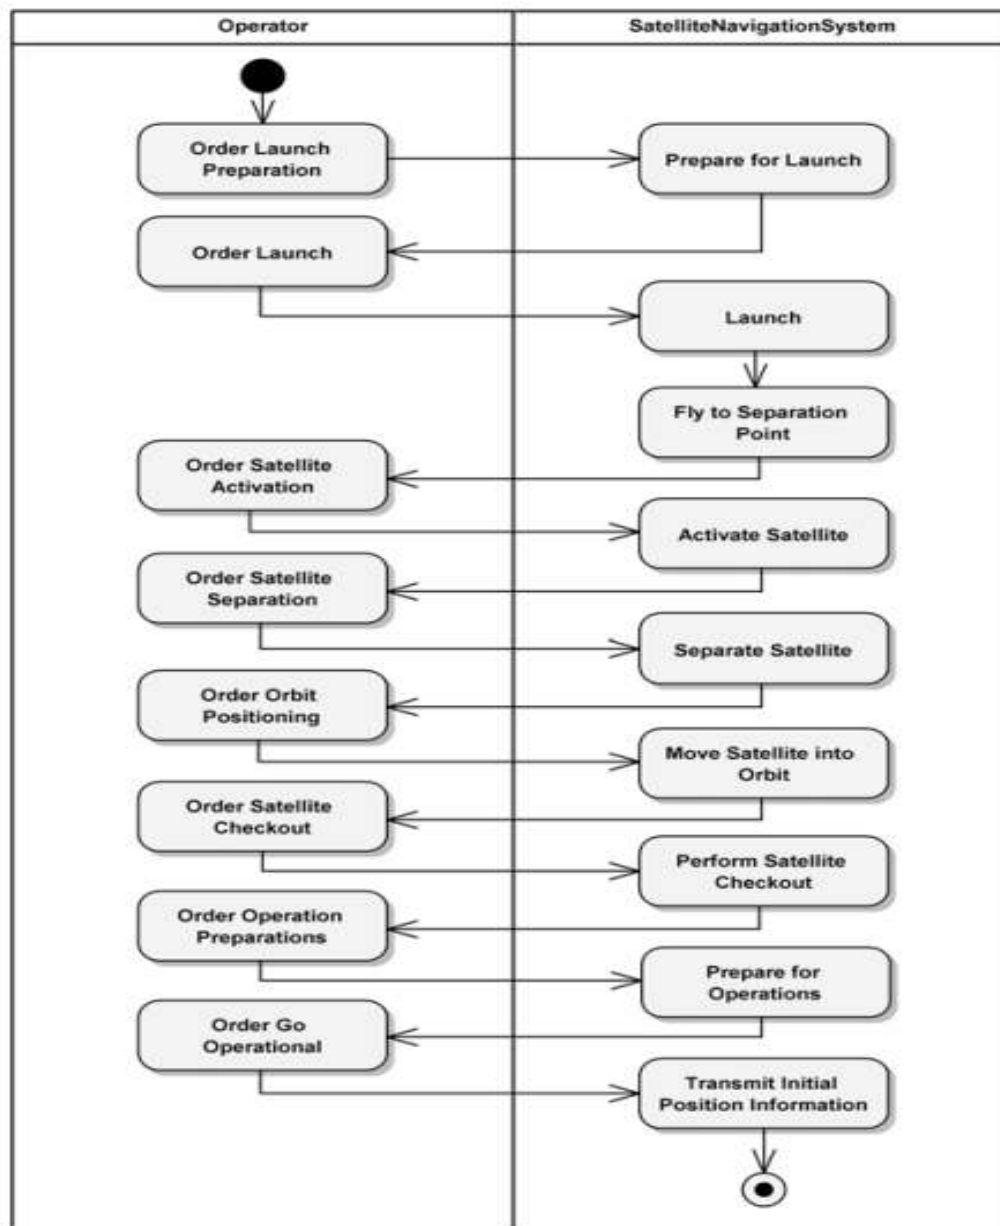 Operator
SatelliteNavigationSystem
Order Launch
Preparation
Prepare for Launch
Order Launch
Launch
Fly to Separation
Point
Order Satellite
Activation
Activate Satellite
Order Satellite
Separation
Separate Satellite
Order Orbit
Positioning
Move Satellite into
Orbit
Order Satellite
Checkout
Perform Satellite
Checkout
Order Operation
Preparations
Prepare for
Operations
Order Go
Operational
Transmit Initial
Position Information